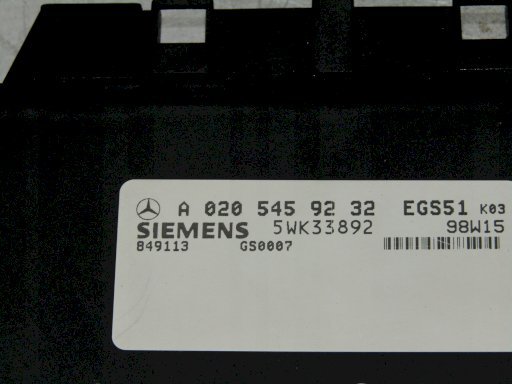 A 020 545 92 32 EGS51 K03
SIEMENS 5WK33892 98W15
849113 GS0007